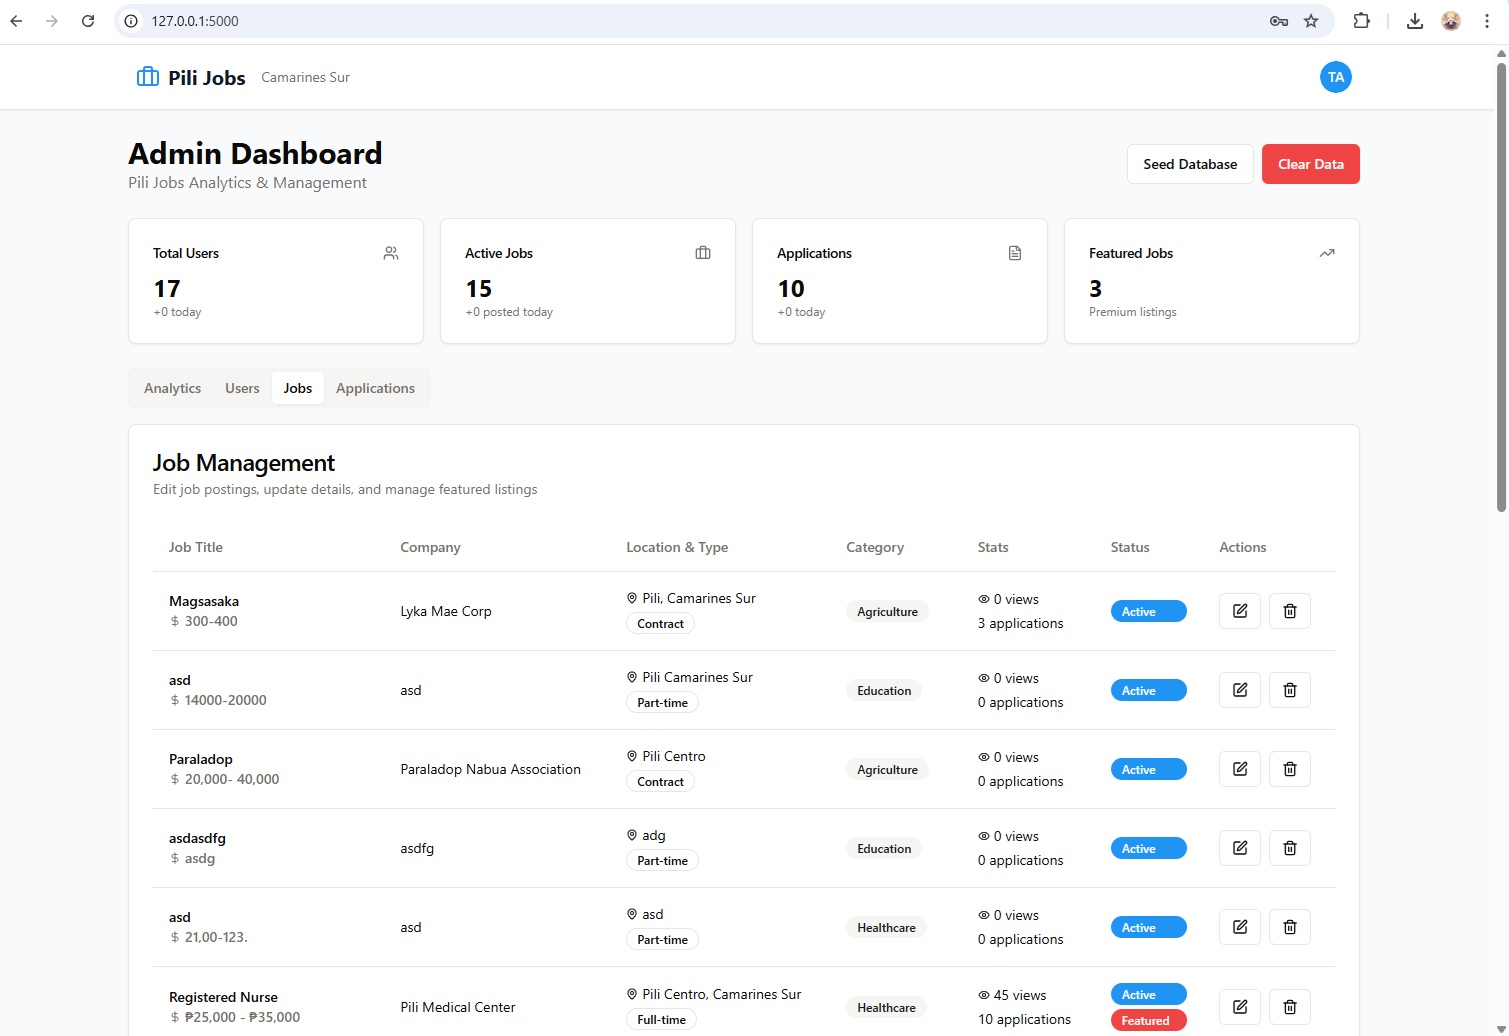 127.0.0.1:5000
Pili Jobs Camarines Sur TA
Admin Dashboard
Pili Jobs Analytics & Management
Seed Database Clear Data
Total Users
17
+0 today
Active Jobs
15
+0 posted today
Applications
10
+0 today
Featured Jobs
3
Premium listings
Analytics Users Jobs Applications
Job Management
Edit job postings, update details, and manage featured listings
Job Title Company Location & Type Category Stats Status Actions
Magsasaka
$ 300-400
Lyka Mae Corp
Pili, Camarines Sur
Contract
Agriculture
0 views
3 applications
Active
asd
$ 14000-20000
asd
Pili Camarines Sur
Part-time
Education
0 views
0 applications
Active
Paraladop
$ 20,000- 40,000
Paraladop Nabua Association
Pili Centro
Contract
Agriculture
0 views
0 applications
Active
asdasdfg
$ asdg
asdfg
adg
Part-time
Education
0 views
0 applications
Active
asd
$ 21,00-123.
asd
asd
Part-time
Healthcare
0 views
0 applications
Active
Registered Nurse
$ ₱25,000 - ₱35,000
Pili Medical Center
Pili Centro, Camarines Sur
Full-time
Healthcare
45 views
10 applications
Active
Featured